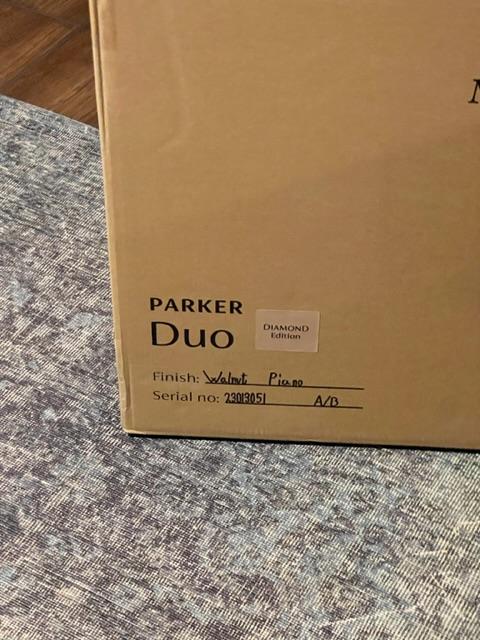 PARKER
Duo
DIAMOND
Edition
Finish: Walnut Piano
Serial no: 23013051 A/B